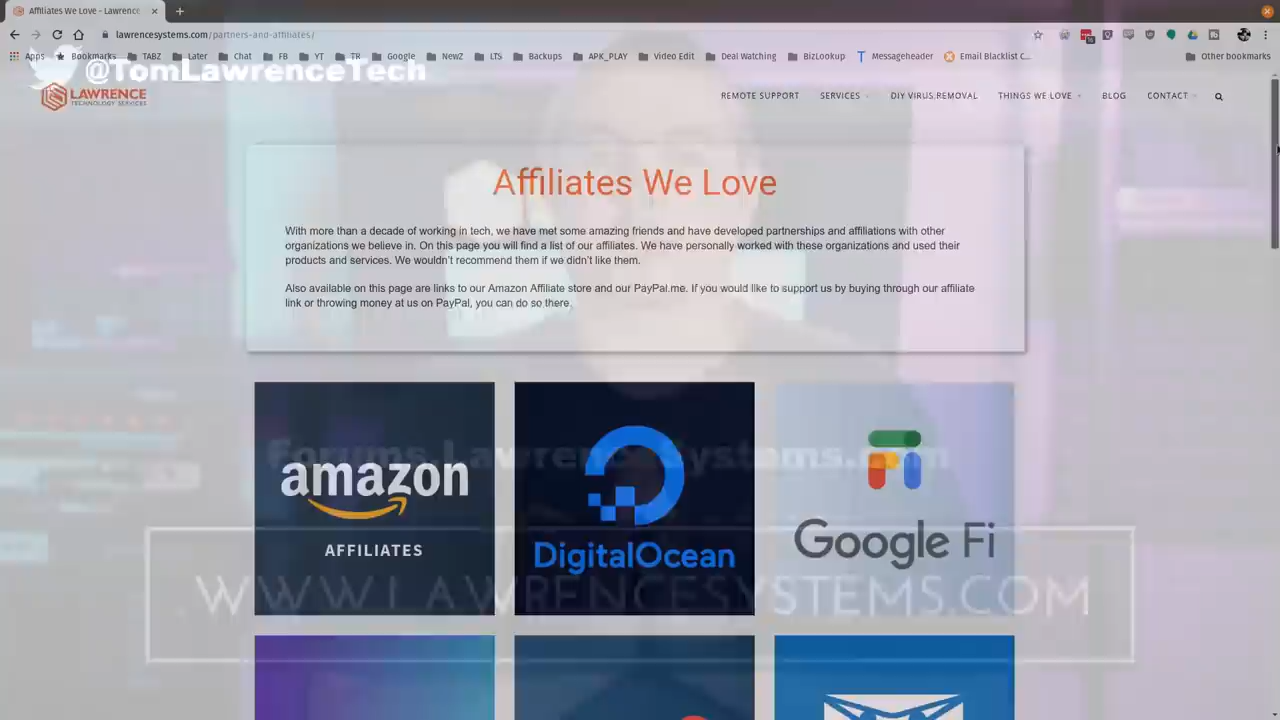 Affiliates We Love - Lawrence
lawrencesystems.com/partners-and-affiliates/
Apps
Bookmarks
TABZ
Later
Chat
FB
YT
TR
Google
NewZ
LTS
Backups
APK_PLAY
Video Edit
Deal Watching
BizLookup
Messageheader
Email Blacklist C...
Other bookmarks
@TomLawrenceTech
LAWRENCE
TECHNOLOGY SERVICES
REMOTE SUPPORT
SERVICES
DIY VIRUS REMOVAL
THINGS WE LOVE
BLOG
CONTACT
Affiliates We Love
With more than a decade of working in tech, we have met some amazing friends and have developed partnerships and affiliations with other
organizations we believe in. On this page you will find a list of our affiliates. We have personally worked with these organizations and used their
products and services. We wouldn't recommend them if we didn't like them.
Also available on this page are links to our Amazon Affiliate store and our PayPal.me. If you would like to support us by buying through our affiliate
link or throwing money at us on PayPal, you can do so there.
Forums.LawrenceSystems.com
amazon
AFFILIATES
DigitalOcean
Google Fi
WWW.LAWRENCESYSTEMS.COM